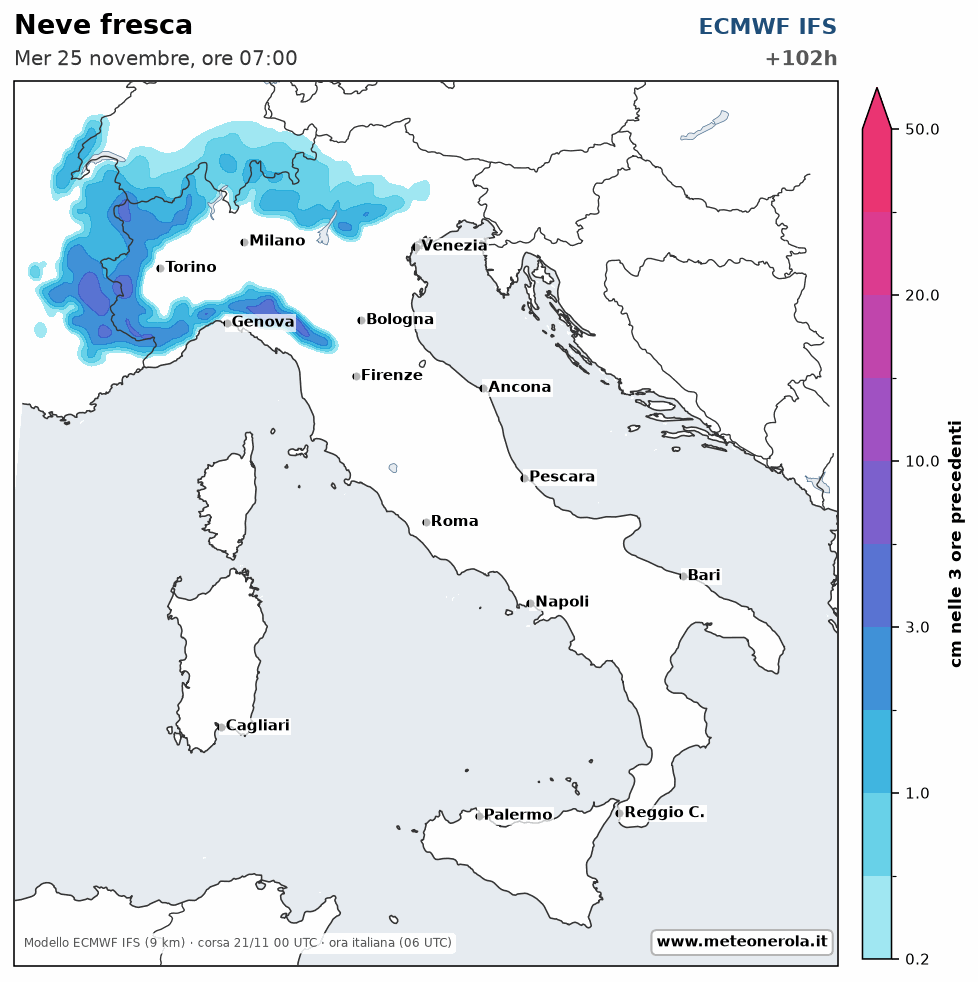 Neve fresca
ECMWF IFS
Mer 25 novembre, ore 07:00
+102h
50.0
20.0
10.0
3.0
1.0
0.2
cm nelle 3 ore precedenti
Milano
Venezia
Torino
Genova
Bologna
Firenze
Ancona
Pescara
Roma
Bari
Napoli
Cagliari
Palermo
Reggio C.
Modello ECMWF IFS (9 km) · corsa 21/11 00 UTC · ora italiana (06 UTC)
www.meteonerola.it